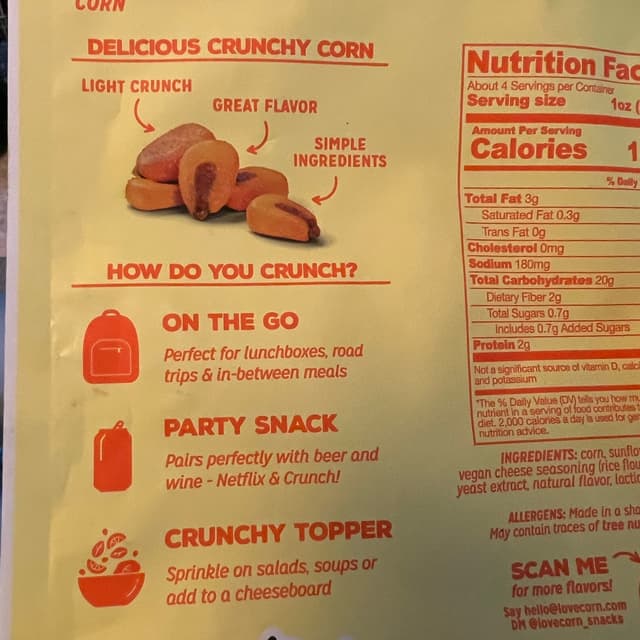 CORN
DELICIOUS CRUNCHY CORN
LIGHT CRUNCH
GREAT FLAVOR
SIMPLE
INGREDIENTS
HOW DO YOU CRUNCH?
ON THE GO
Perfect for lunchboxes, road
trips & in-between meals
PARTY SNACK
Pairs perfectly with beer and
wine - Netflix & Crunch!
CRUNCHY TOPPER
Sprinkle on salads, soups or
add to a cheeseboard
Nutrition Fac
About 4 Servings per Container
Serving size 1oz (
Amount Per Serving
Calories 1
% Daily
Total Fat 3g
Saturated Fat 0.3g
Trans Fat 0g
Cholesterol 0mg
Sodium 180mg
Total Carbohydrates 20g
Dietary Fiber 2g
Total Sugars 0.7g
Includes 0.7g Added Sugars
Protein 2g
Not a significant source of vitamin D, calci
and potassium
*The % Daily Value (DV) tells you how mu
nutrient in a serving of food contributes
diet. 2,000 calories a day is used for gen
nutrition advice.
INGREDIENTS: corn, sunflo
vegan cheese seasoning (rice flou
yeast extract, natural flavor, lactic
ALLERGENS: Made in a sha
May contain traces of tree nu
SCAN ME
for more flavors!
Say hello@lovecorn.com
DM @lovecorn_snacks